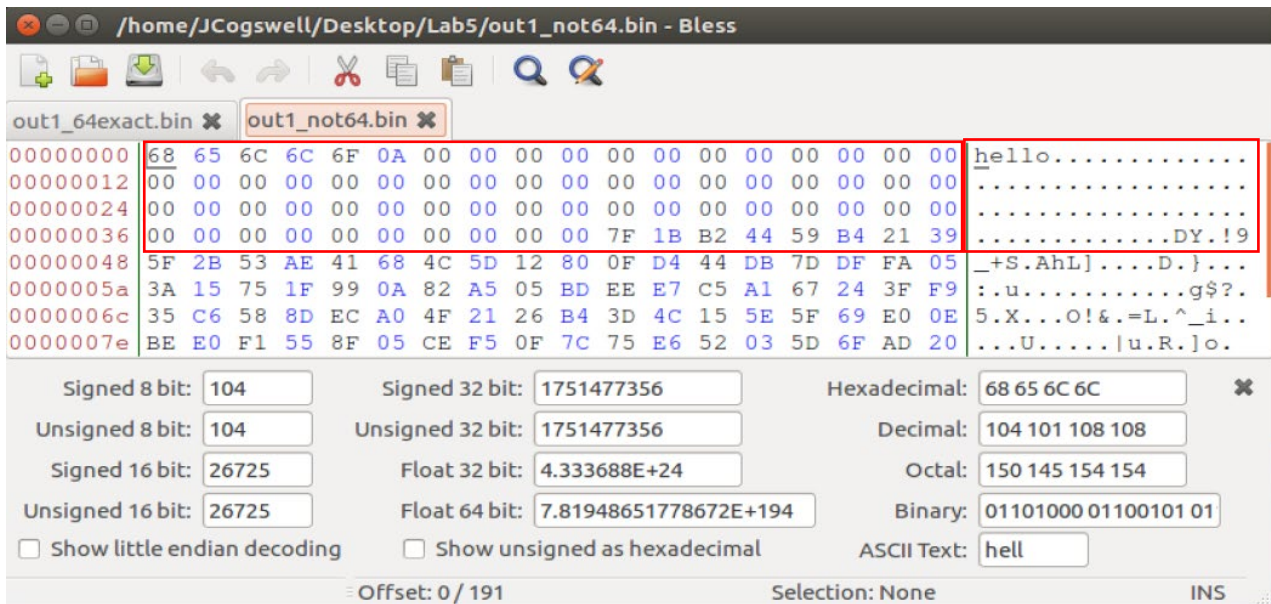 /home/JCogswell/Desktop/Lab5/out1_not64.bin - Bless
out1_64exact.bin out1_not64.bin
00000000 68 65 6C 6C 6F 0A 00 00 00 00 00 00 00 00 00 00 00 00 hello.............
00000012 00 00 00 00 00 00 00 00 00 00 00 00 00 00 00 00 00 00 ..................
00000024 00 00 00 00 00 00 00 00 00 00 00 00 00 00 00 00 00 00 ..................
00000036 00 00 00 00 00 00 00 00 00 00 7F 1B B2 44 59 B4 21 39 .............DY.!9
00000048 5F 2B 53 AE 41 68 4C 5D 12 80 0F D4 44 DB 7D DF FA 05 _+S.AhL]....D.}...
0000005a 3A 15 75 1F 99 0A 82 A5 05 BD EE E7 C5 A1 67 24 3F F9 :.u...........g$?.
0000006c 35 C6 58 8D EC A0 4F 21 26 B4 3D 4C 15 5E 5F 69 E0 0E 5.X...O!&.=L.^_i..
0000007e BE E0 F1 55 8F 05 CE F5 0F 7C 75 E6 52 03 5D 6F AD 20 ...U.....|u.R.]o.
Signed 8 bit: 104 Signed 32 bit: 1751477356 Hexadecimal: 68 65 6C 6C
Unsigned 8 bit: 104 Unsigned 32 bit: 1751477356 Decimal: 104 101 108 108
Signed 16 bit: 26725 Float 32 bit: 4.333688E+24 Octal: 150 145 154 154
Unsigned 16 bit: 26725 Float 64 bit: 7.81948651778672E+194 Binary: 01101000 01100101 01
Show little endian decoding Show unsigned as hexadecimal ASCII Text: hell
Offset: 0 / 191 Selection: None INS